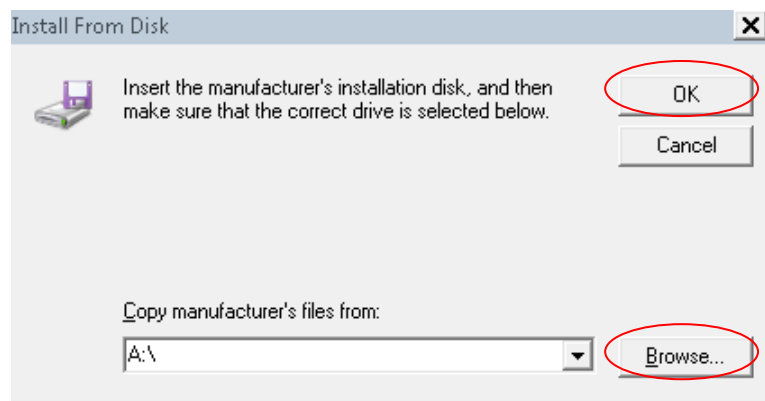 Install From Disk
Insert the manufacturer's installation disk, and then
make sure that the correct drive is selected below.
OK
Cancel
Copy manufacturer's files from:
A:\
Browse...